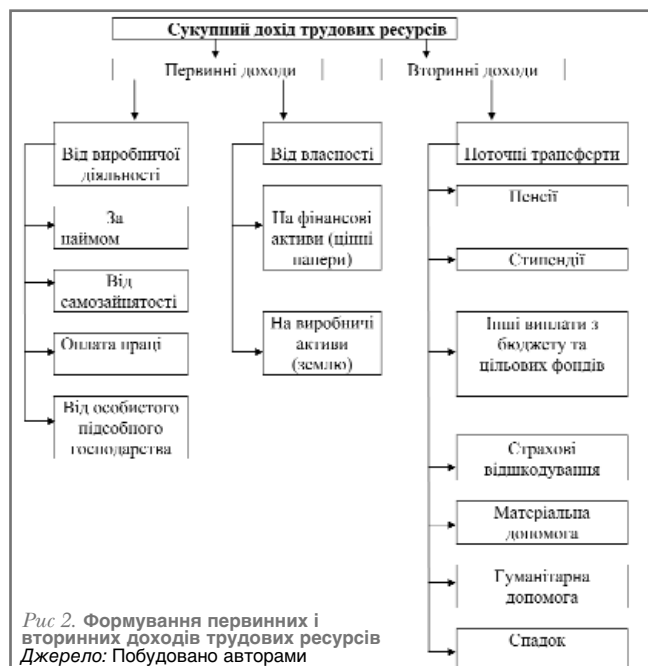 Сукупний дохід трудових ресурсів
Первинні доходи
Вторинні доходи
Від виробничої
діяльності
За
наймом
Від
самозайнятості
Оплата праці
Від особистого
підсобного
господарства
Від власності
На фінансові
активи (цінні
папери)
На виробничі
активи
(землю)
Поточні трансферти
Пенсії
Стипендії
Інші виплати з
бюджету та
цільових фондів
Страхові
відшкодування
Матеріальна
допомога
Гуманітарна
допомога
Спадок
Рис 2. Формування первинних і
вторинних доходів трудових ресурсів
Джерело: Побудовано авторами